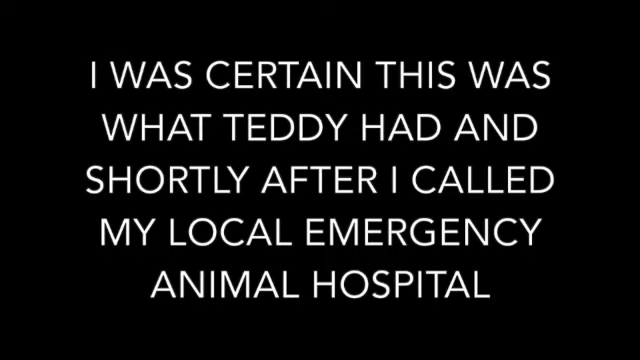 I WAS CERTAIN THIS WAS
WHAT TEDDY HAD AND
SHORTLY AFTER I CALLED
MY LOCAL EMERGENCY
ANIMAL HOSPITAL